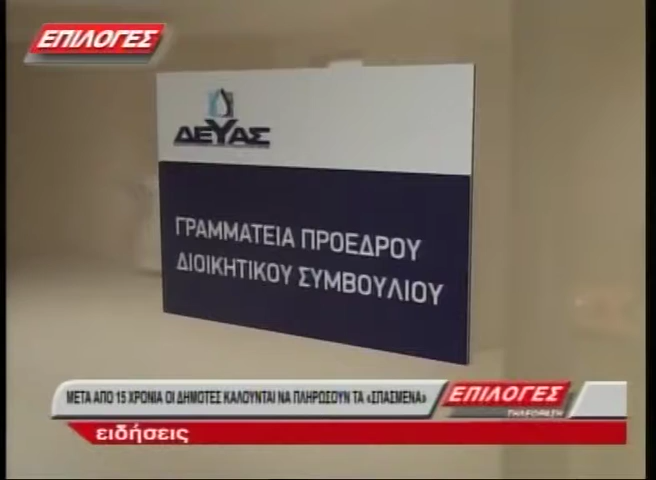 ΕΠΙΛΟΓΕΣ
ΔΕΥΑΣ
ΓΡΑΜΜΑΤΕΙΑ ΠΡΟΕΔΡΟΥ
ΔΙΟΙΚΗΤΙΚΟΥ ΣΥΜΒΟΥΛΙΟΥ
ΜΕΤΑ ΑΠΟ 15 ΧΡΟΝΙΑ ΟΙ ΔΗΜΟΤΕΣ ΚΑΛΟΥΝΤΑΙ ΝΑ ΠΛΗΡΩΣΟΥΝ ΤΑ «ΣΠΑΣΜΕΝΑ»
ΕΠΙΛΟΓΕΣ
ΤΗΛΕΟΡΑΣΗ
ειδήσεις